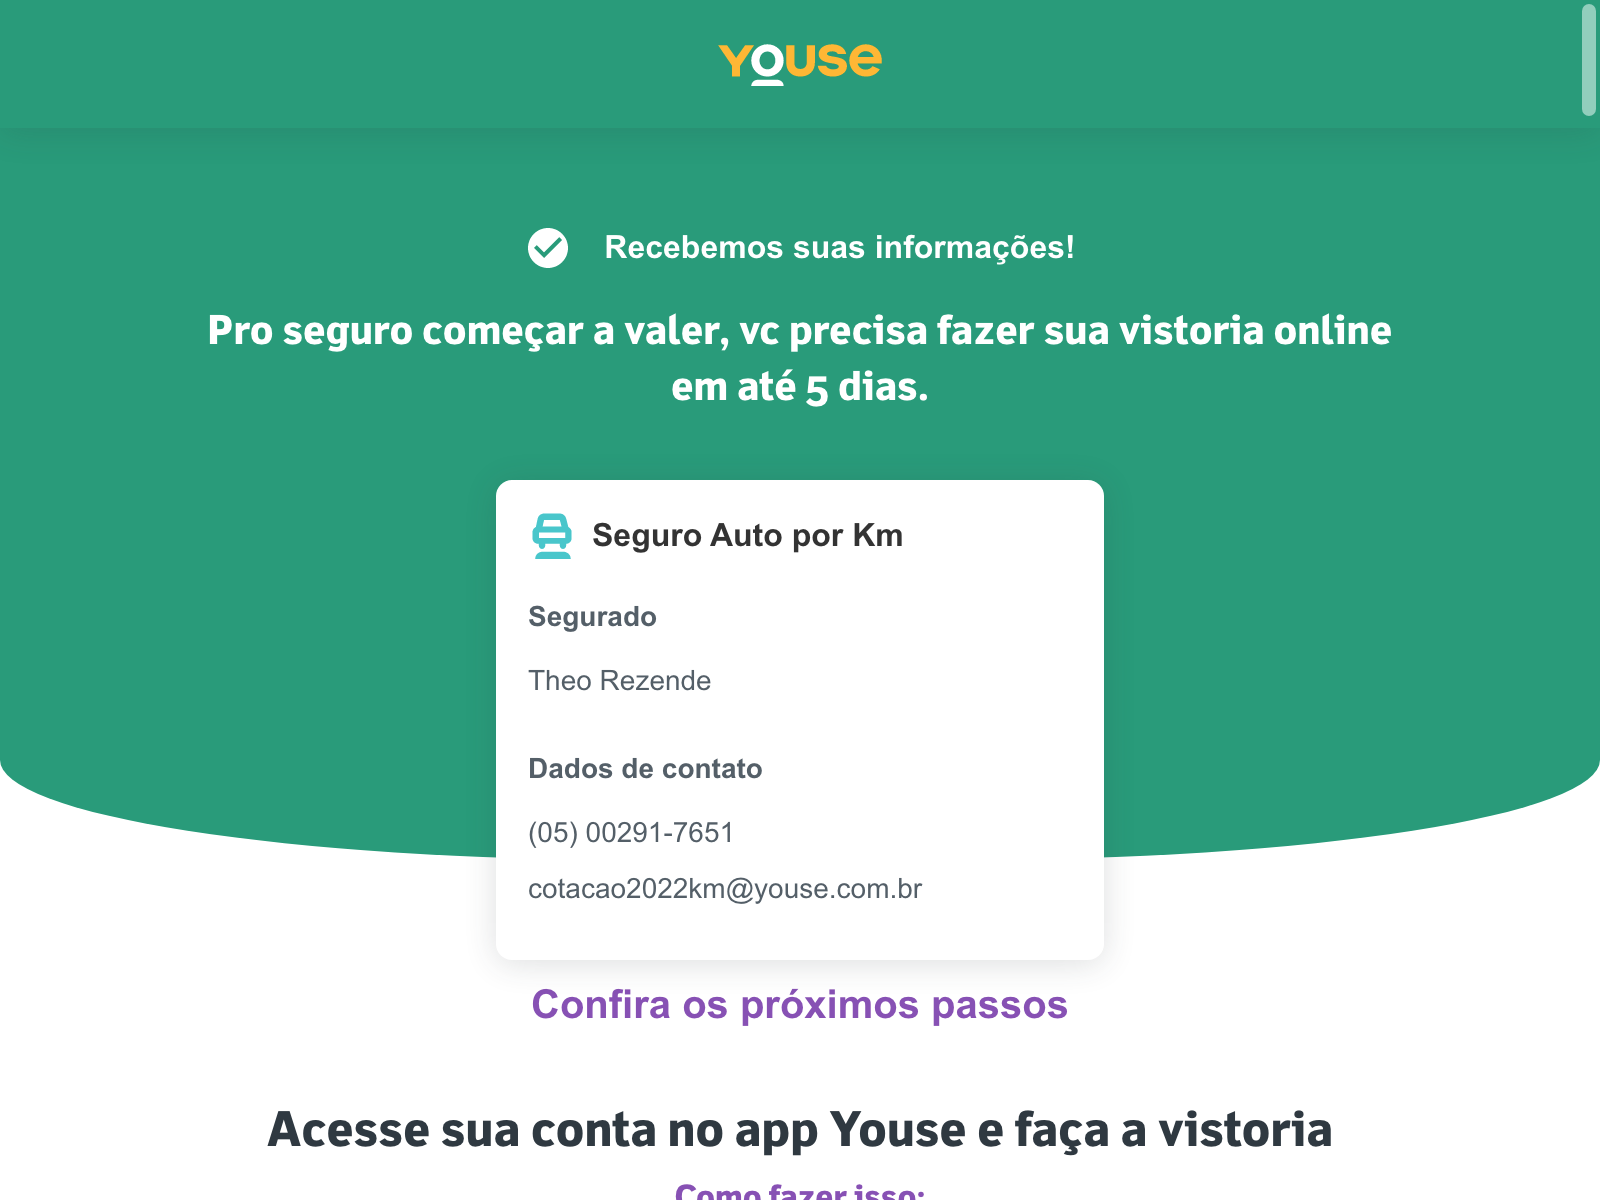 Youse
Recebemos suas informações!
Pro seguro começar a valer, vc precisa fazer sua vistoria online
em até 5 dias.
Seguro Auto por Km
Segurado
Theo Rezende
Dados de contato
(05) 00291-7651
cotacao2022km@youse.com.br
Confira os próximos passos
Acesse sua conta no app Youse e faça a vistoria
Como fazer isso: